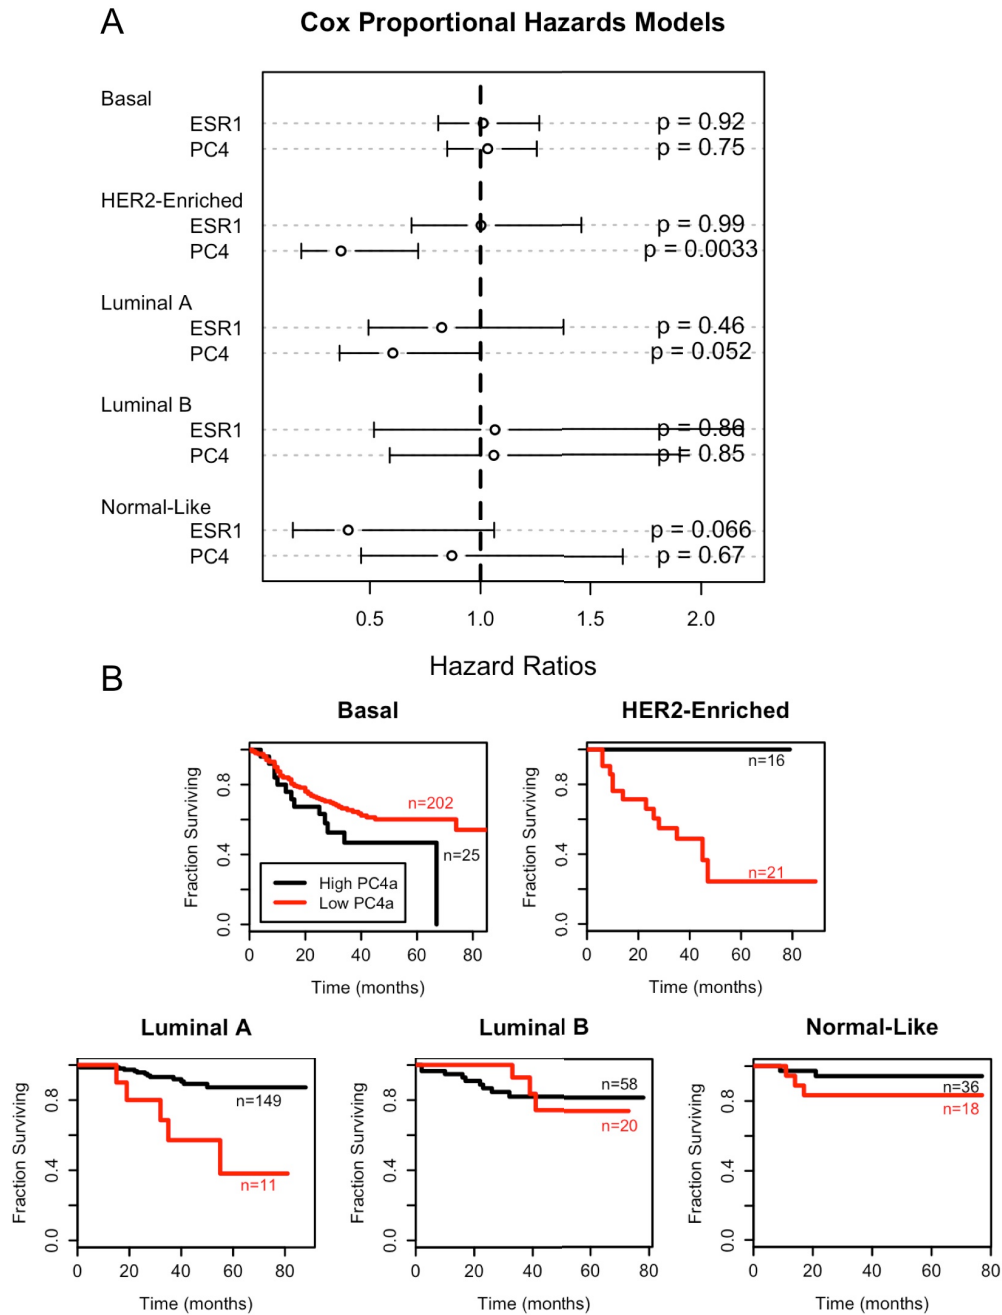 A
Cox Proportional Hazards Models
Basal
ESR1 p = 0.92
PC4 p = 0.75
HER2-Enriched
ESR1 p = 0.99
PC4 p = 0.0033
Luminal A
ESR1 p = 0.46
PC4 p = 0.052
Luminal B
ESR1 p = 0.86
PC4 p = 0.85
Normal-Like
ESR1 p = 0.066
PC4 p = 0.67
0.5 1.0 1.5 2.0
Hazard Ratios
B
Basal
Fraction Surviving
0.8
0.4
0.0
n=202
n=25
High PC4a
Low PC4a
0 20 40 60 80
Time (months)
HER2-Enriched
Fraction Surviving
0.8
0.4
0.0
n=16
n=21
0 20 40 60 80
Time (months)
Luminal A
Fraction Surviving
0.8
0.4
0.0
n=149
n=11
0 20 40 60 80
Time (months)
Luminal B
Fraction Surviving
0.8
0.4
0.0
n=58
n=20
0 20 40 60 80
Time (months)
Normal-Like
Fraction Surviving
0.8
0.4
0.0
n=36
n=18
0 20 40 60 80
Time (months)